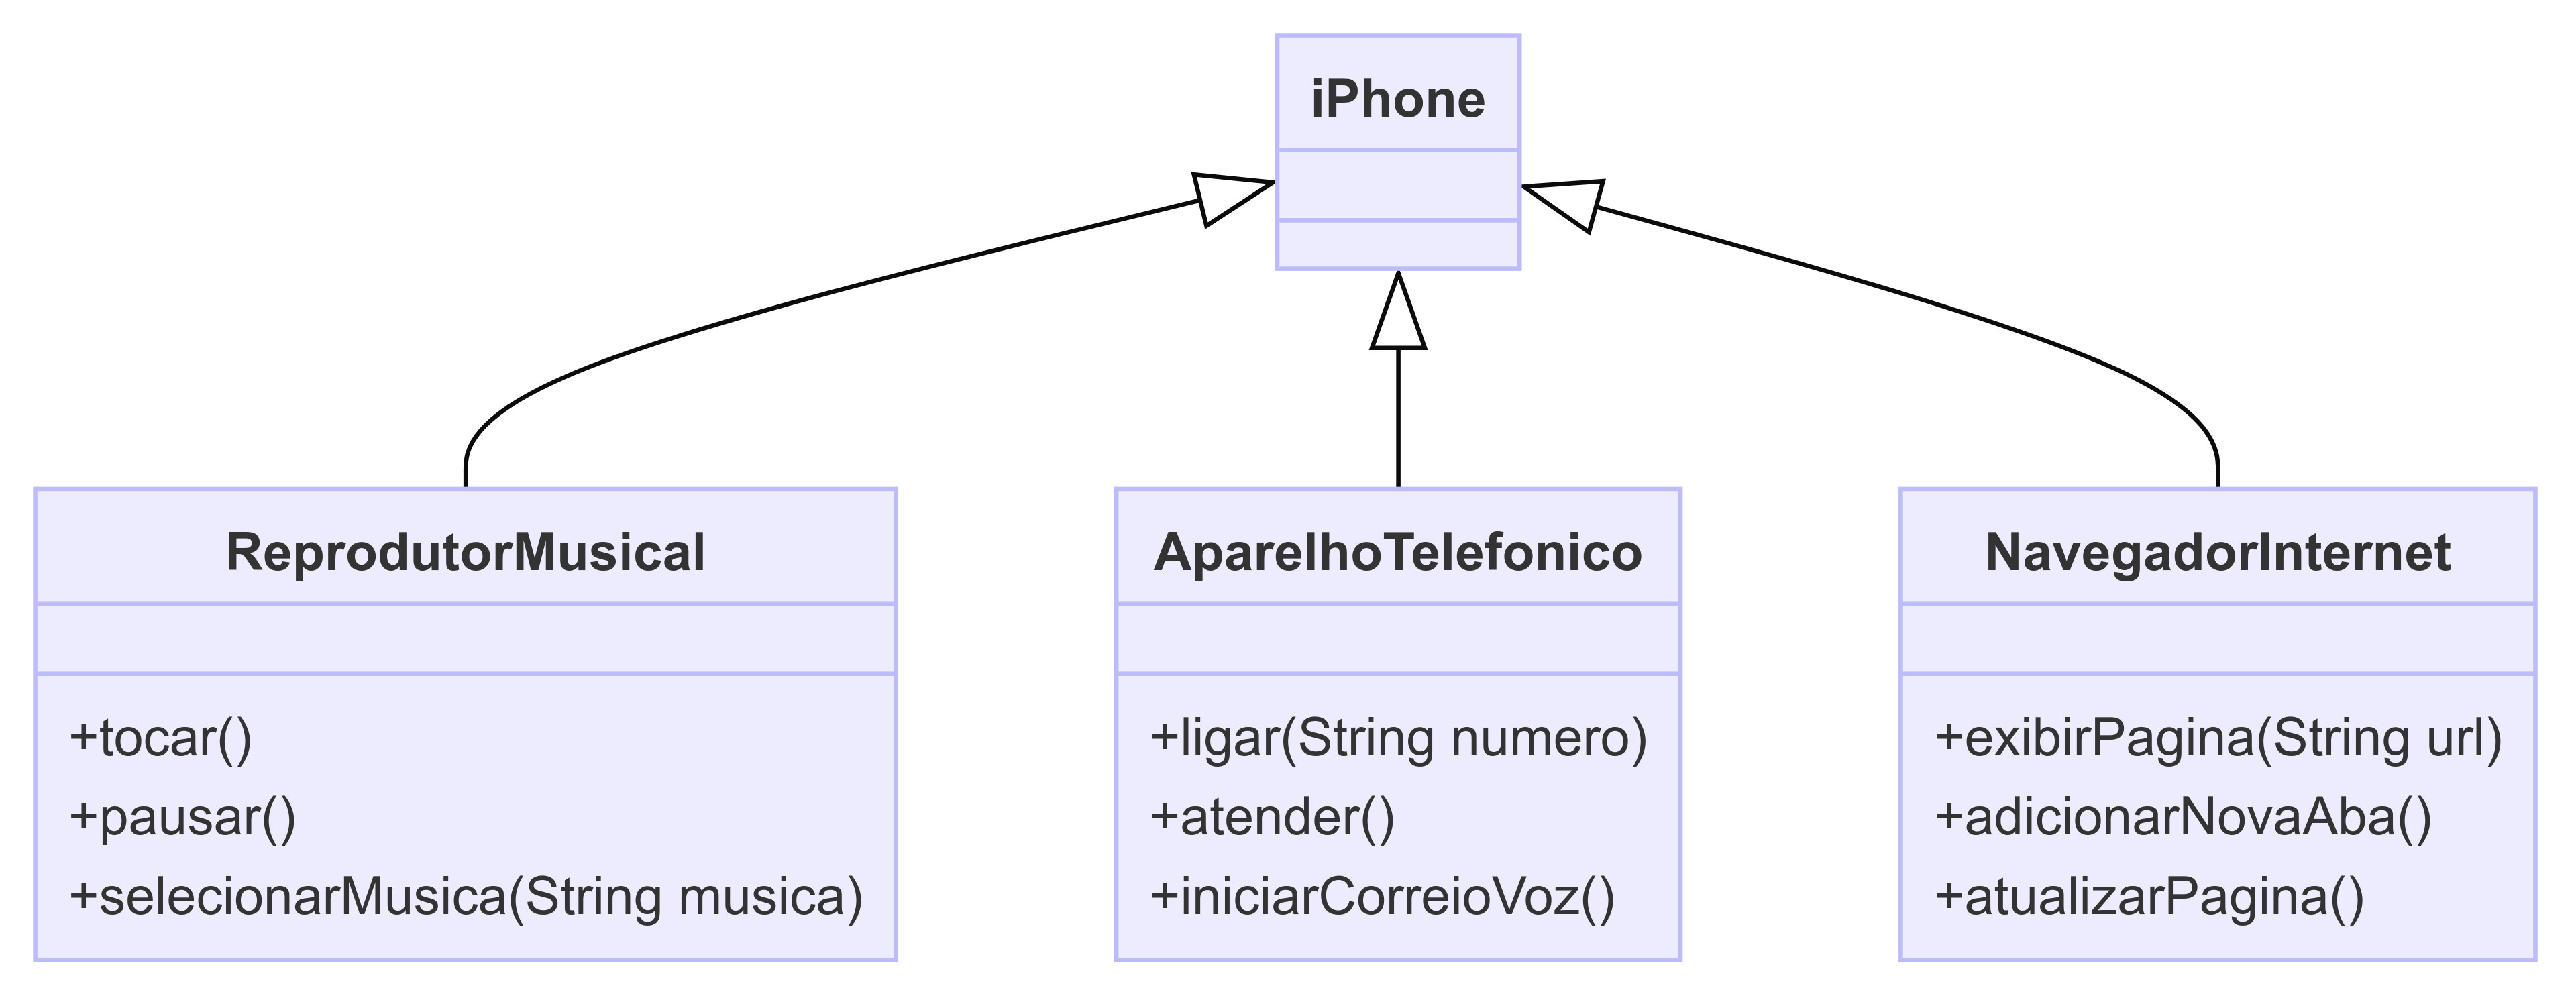 iPhone
ReprodutorMusical
+tocar()
+pausar()
+selecionarMusica(String musica)
AparelhoTelefonico
+ligar(String numero)
+atender()
+iniciarCorreioVoz()
NavegadorInternet
+exibirPagina(String url)
+adicionarNovaAba()
+atualizarPagina()